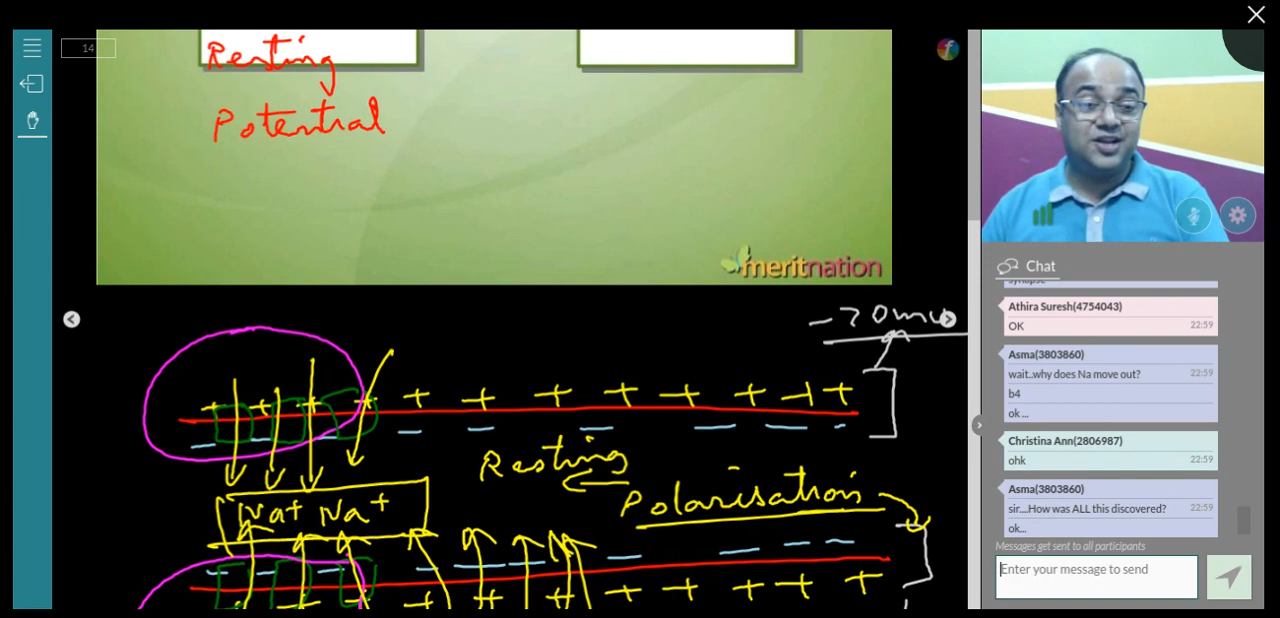 14
Resting
Potential
meritnation
-70mv
+ + + + + + + + + + + +
Resting
Polarisation
Na+ Na+
+ + + + +
Chat
Athira Suresh(4754043)
OK 22:59
Asma(3803860)
wait..why does Na move out? 22:59
b4
ok ...
Christina Ann(2806987)
ohk 22:59
Asma(3803860)
sir....How was ALL this discovered? 22:59
ok...
Messages get sent to all participants
Enter your message to send